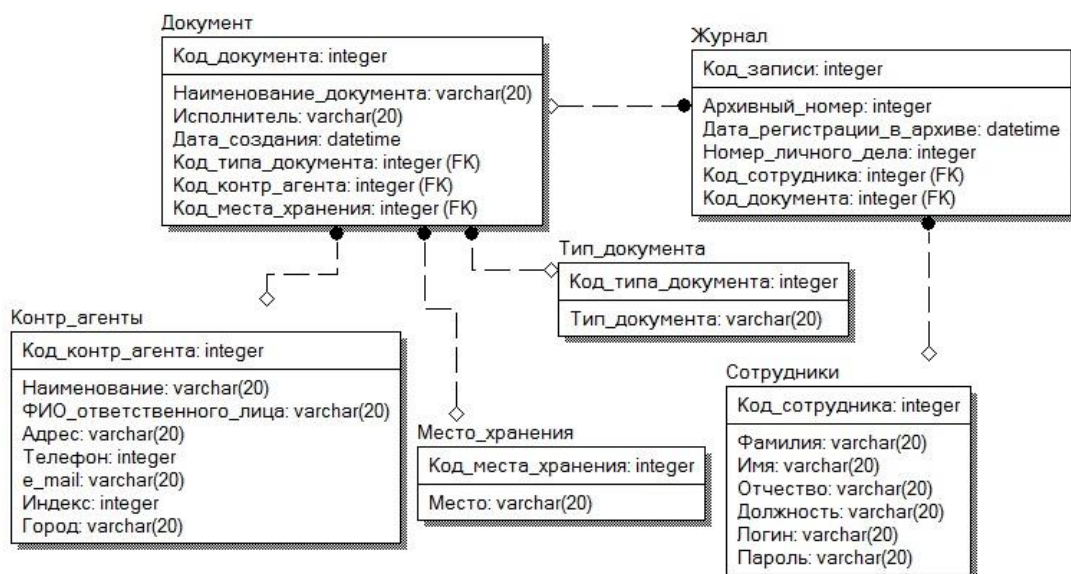 Документ
Код_документа: integer
Наименование_документа: varchar(20)
Исполнитель: varchar(20)
Дата_создания: datetime
Код_типа_документа: integer (FK)
Код_контр_агента: integer (FK)
Код_места_хранения: integer (FK)
Журнал
Код_записи: integer
Архивный_номер: integer
Дата_регистрации_в_архиве: datetime
Номер_личного_дела: integer
Код_сотрудника: integer (FK)
Код_документа: integer (FK)
Тип_документа
Код_типа_документа: integer
Тип_документа: varchar(20)
Контр_агенты
Код_контр_агента: integer
Наименование: varchar(20)
ФИО_ответственного_лица: varchar(20)
Адрес: varchar(20)
Телефон: integer
e_mail: varchar(20)
Индекс: integer
Город: varchar(20)
Место_хранения
Код_места_хранения: integer
Место: varchar(20)
Сотрудники
Код_сотрудника: integer
Фамилия: varchar(20)
Имя: varchar(20)
Отчество: varchar(20)
Должность: varchar(20)
Логин: varchar(20)
Пароль: varchar(20)